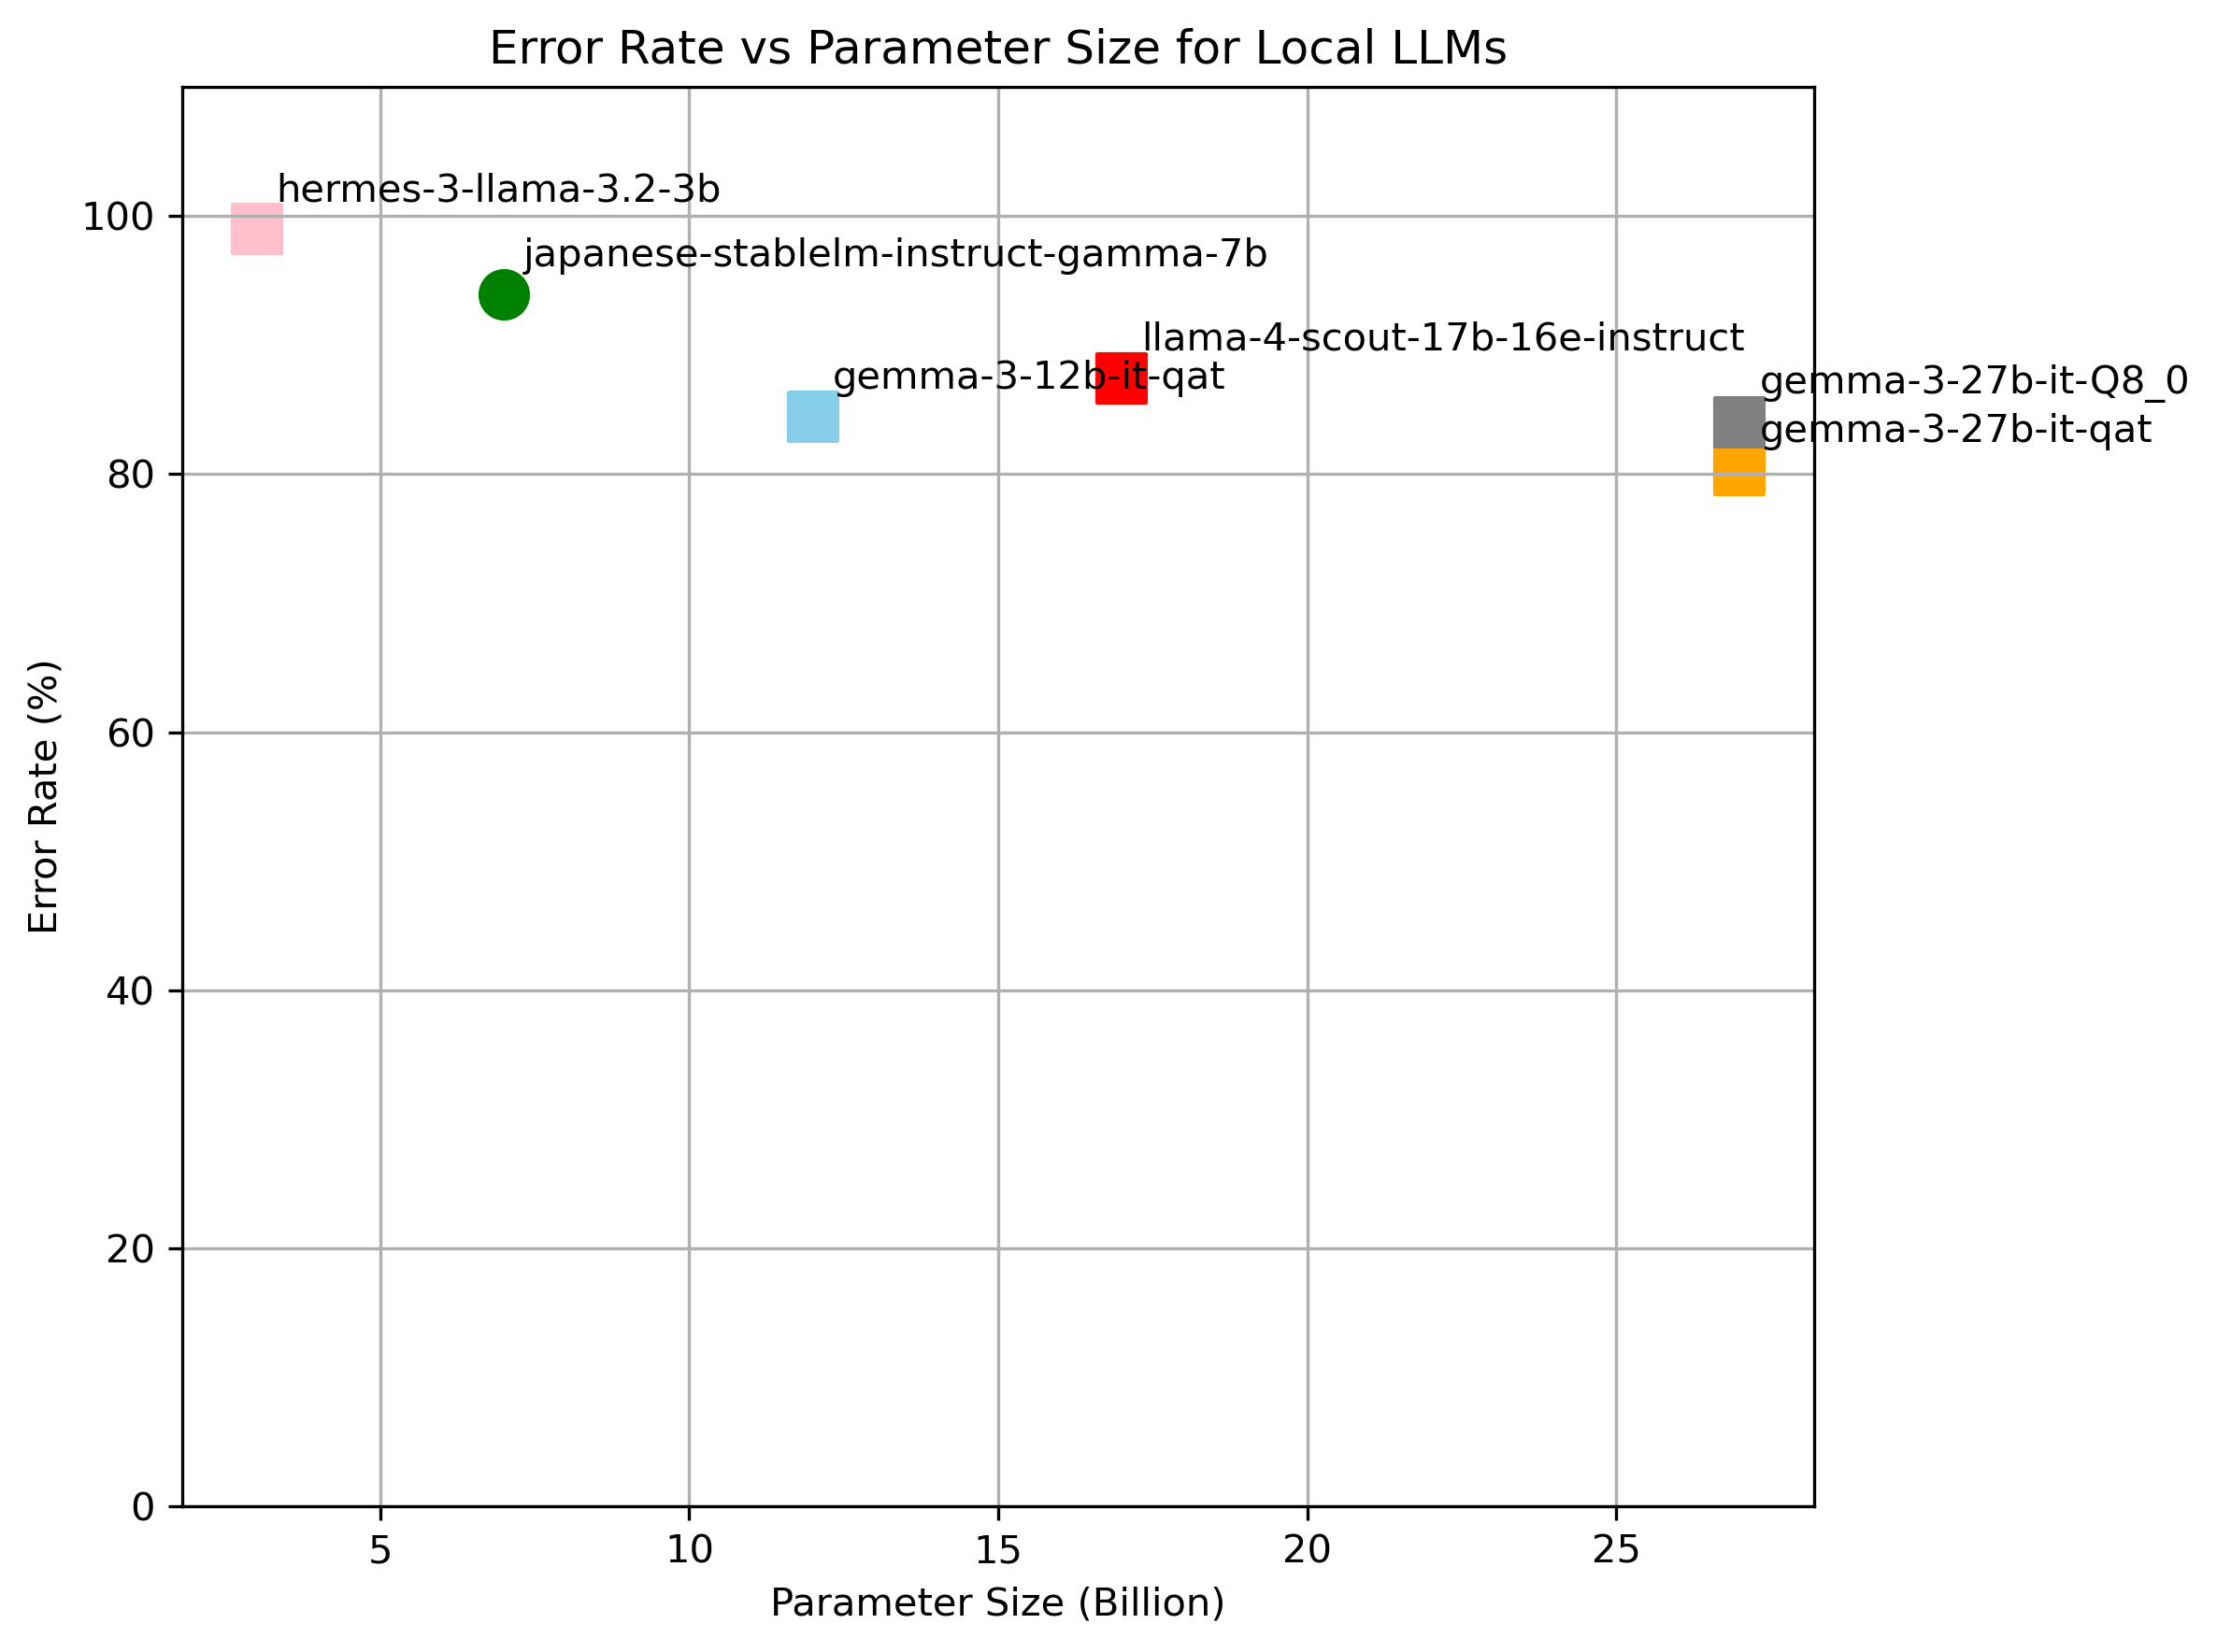 Error Rate vs Parameter Size for Local LLMs
hermes-3-llama-3.2-3b
100
japanese-stablelm-instruct-gamma-7b
llama-4-scout-17b-16e-instruct
gemma-3-12b-it-qat
gemma-3-27b-it-Q8_0
gemma-3-27b-it-qat
80
60
Error Rate (%)
40
20
0
5 10 15 20 25
Parameter Size (Billion)